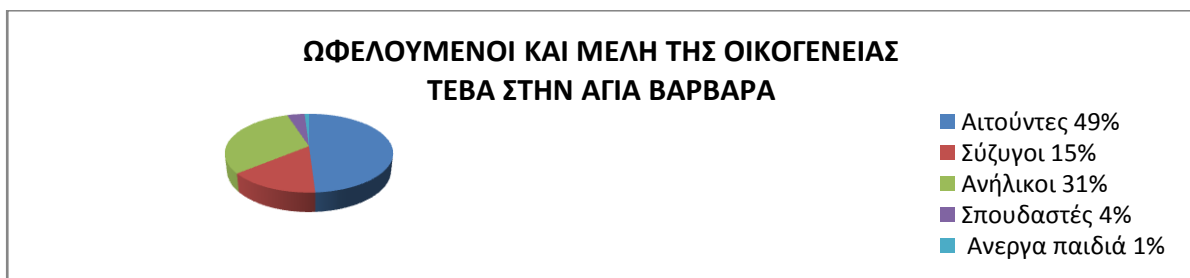 ΩΦΕΛΟΥΜΕΝΟΙ ΚΑΙ ΜΕΛΗ ΤΗΣ ΟΙΚΟΓΕΝΕΙΑΣ
ΤΕΒΑ ΣΤΗΝ ΑΓΙΑ ΒΑΡΒΑΡΑ
Αιτούντες 49%
Σύζυγοι 15%
Ανήλικοι 31%
Σπουδαστές 4%
Ανεργα παιδιά 1%